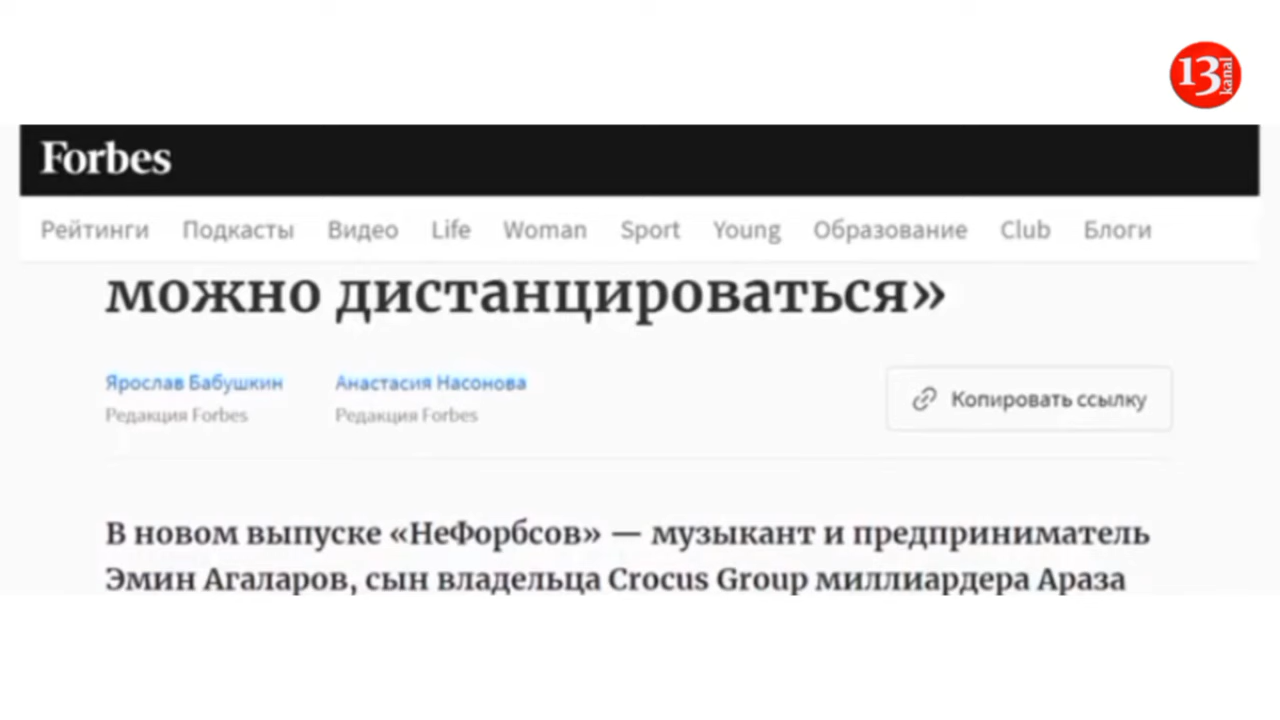 13 kanal
Forbes
Рейтинги Подкасты Видео Life Woman Sport Young Образование Club Блоги
можно дистанцироваться»
Ярослав Бабушкин Анастасия Насонова
Редакция Forbes Редакция Forbes
Копировать ссылку
В новом выпуске «НеФорбсов» — музыкант и предприниматель
Эмин Агаларов, сын владельца Crocus Group миллиардера Араза